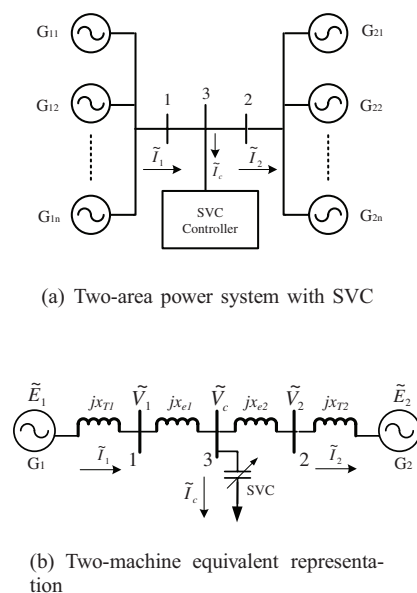 G11
G21
G12
1
3
2
G22
Ĩ1
Ĩc
Ĩ2
G1n
SVC
Controller
G2n
(a) Two-area power system with SVC
Ẽ1
jxT1
Ṽ1
jxe1
Ṽc
jxe2
Ṽ2
jxT2
Ẽ2
G1
Ĩ1
1
3
Ĩc
SVC
2
Ĩ2
G2
(b) Two-machine equivalent representa-
tion